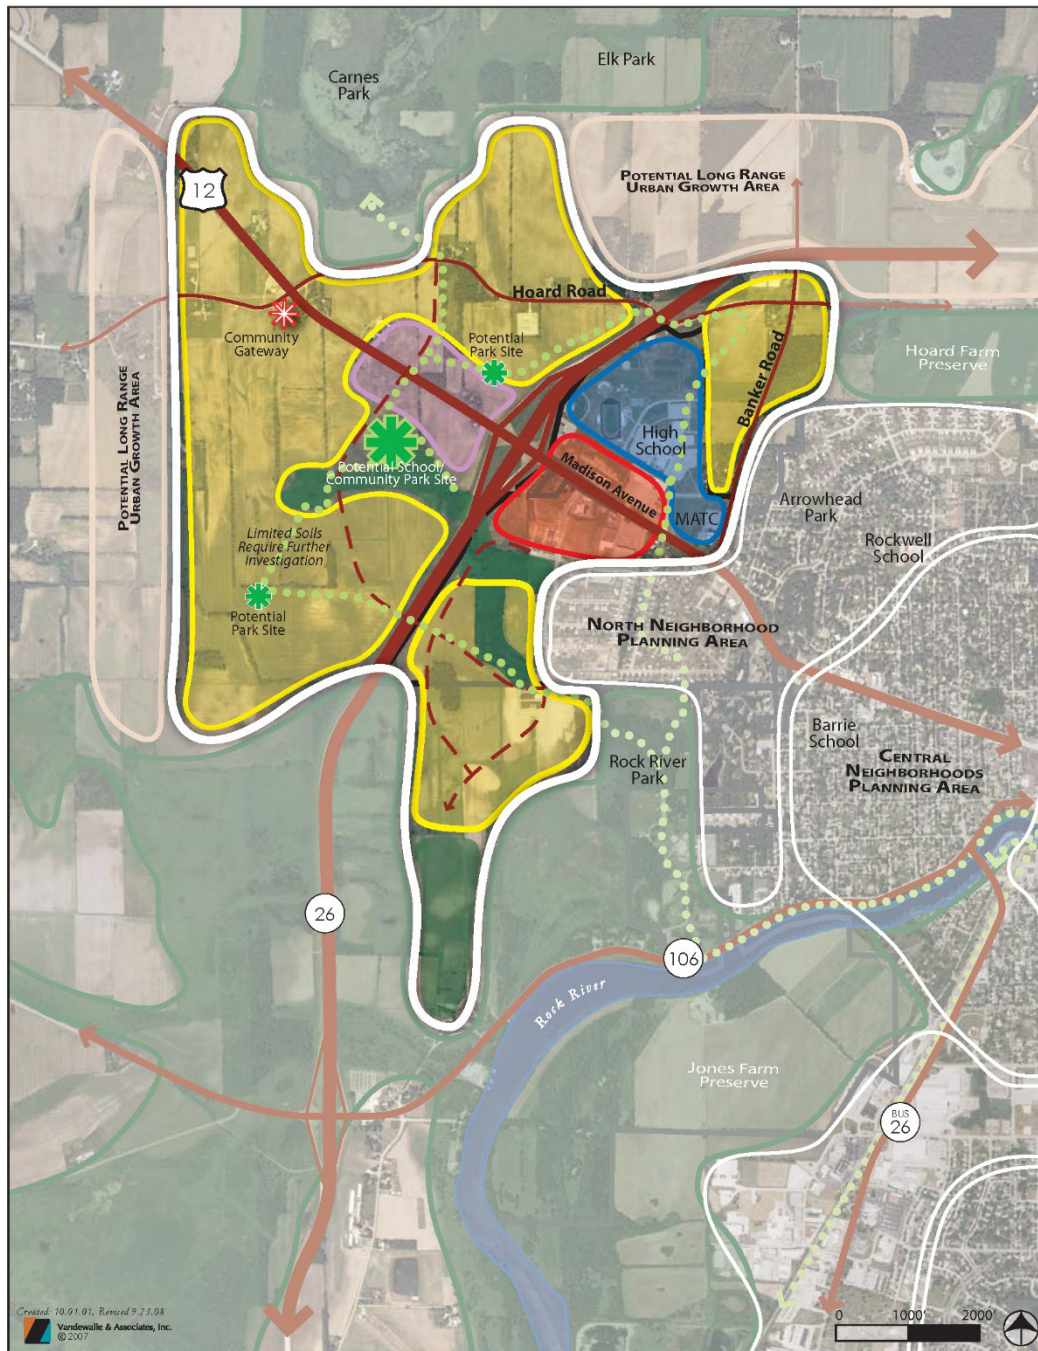 Elk Park
Carnes
Park
POTENTIAL LONG RANGE
URBAN GROWTH AREA
12
Hoard Road
Community
Gateway
Potential
Park Site
Banker Road
Hoard Farm
Preserve
POTENTIAL LONG RANGE
URBAN GROWTH AREA
High
School
Potential School/
Community Park Site
Madison Avenue
MATC
Arrowhead
Park
Rockwell
School
Limited Soils
Require Further
Investigation
Potential
Park Site
NORTH NEIGHBORHOOD
PLANNING AREA
Barrie
School
Rock River
Park
CENTRAL
NEIGHBORHOODS
PLANNING AREA
26
106
Rock River
Jones Farm
Preserve
BUS
26
Created: 10.01.01, Revised 9.23.08
Vandewalle & Associates, Inc.
©2007
0 1000' 2000'